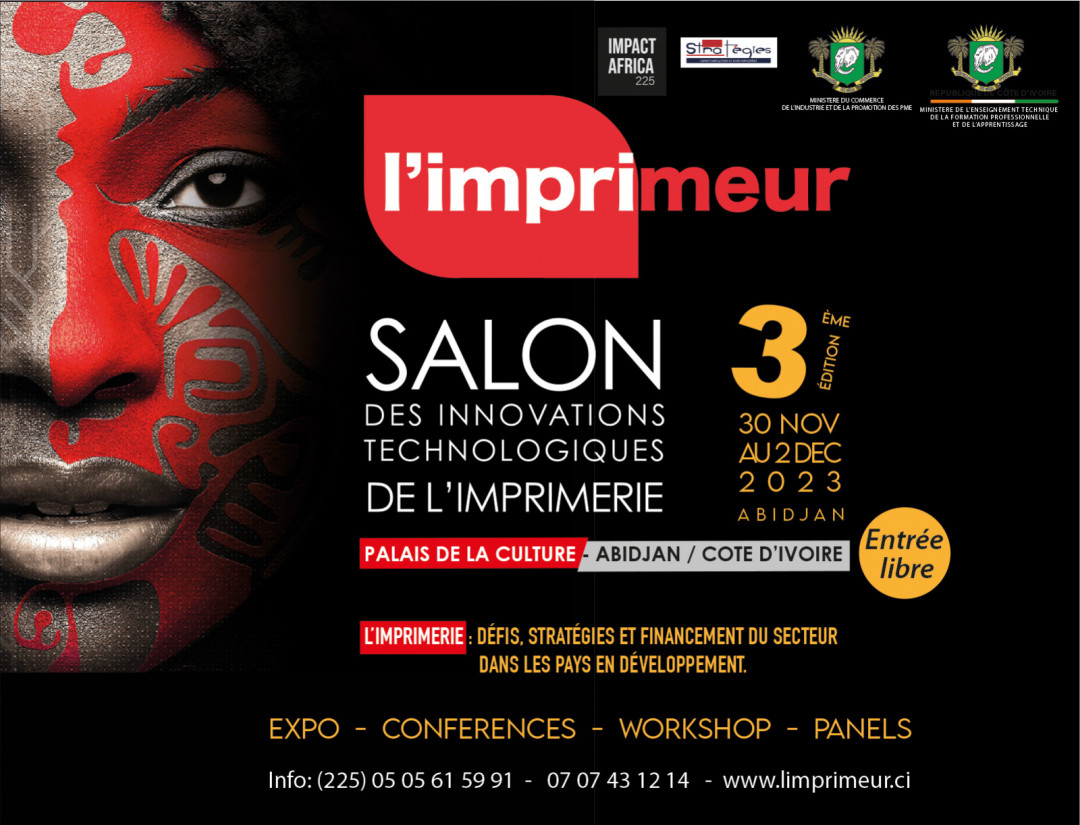 IMPACT
AFRICA
225
Stratégies
MINISTERE DU COMMERCE
DE L'INDUSTRIE ET DE LA PROMOTION DES PME
REPUBLIQUE DE CÔTE D'IVOIRE
MINISTERE DE L'ENSEIGNEMENT TECHNIQUE
DE LA FORMATION PROFESSIONNELLE
ET DE L'APPRENTISSAGE
l'imprimeur
SALON
DES INNOVATIONS
TECHNOLOGIQUES
DE L'IMPRIMERIE
3 ÈME
ÉDITION
30 NOV
AU 2 DEC
2023
ABIDJAN
PALAIS DE LA CULTURE - ABIDJAN / COTE D'IVOIRE
Entrée
libre
L'IMPRIMERIE : DÉFIS, STRATÉGIES ET FINANCEMENT DU SECTEUR
DANS LES PAYS EN DÉVELOPPEMENT.
EXPO - CONFERENCES - WORKSHOP - PANELS
Info: (225) 05 05 61 59 91 - 07 07 43 12 14 - www.limprimeur.ci